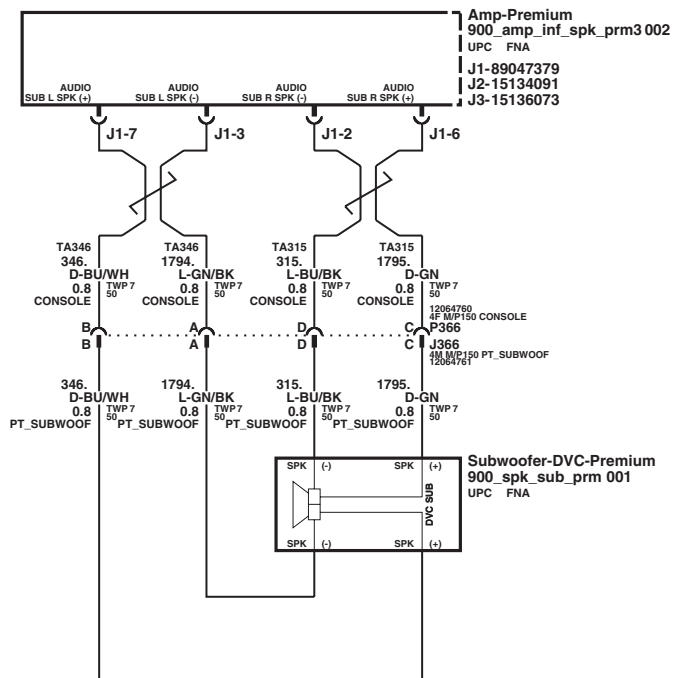 Amp-Premium
900_amp_inf_spk_prm3 002
UPC FNA
J1-89047379
J2-15134091
J3-15136073
AUDIO AUDIO AUDIO AUDIO
SUB L SPK (+) SUB L SPK (-) SUB R SPK (-) SUB R SPK (+)
J1-7 J1-3 J1-2 J1-6
TA346 TA346 TA315 TA315
346. 1794. 315. 1795.
D-BU/WH L-GN/BK L-BU/BK D-GN
0.8 TWP 7 0.8 TWP 7 0.8 TWP 7 0.8 TWP 7
50 50 50 50
CONSOLE CONSOLE CONSOLE CONSOLE
12064760
4F M/P150 CONSOLE
B A D C P366
B A D C J366
4M M/P150 PT_SUBWOOF
12064761
346. 1794. 315. 1795.
D-BU/WH L-GN/BK L-BU/BK D-GN
0.8 TWP 7 0.8 TWP 7 0.8 TWP 7 0.8 TWP 7
50 50 50 50
PT_SUBWOOF PT_SUBWOOF PT_SUBWOOF PT_SUBWOOF
Subwoofer-DVC-Premium
900_spk_sub_prm 001
UPC FNA
SPK (-) SPK (+)
DVC SUB
SPK (-) SPK (+)